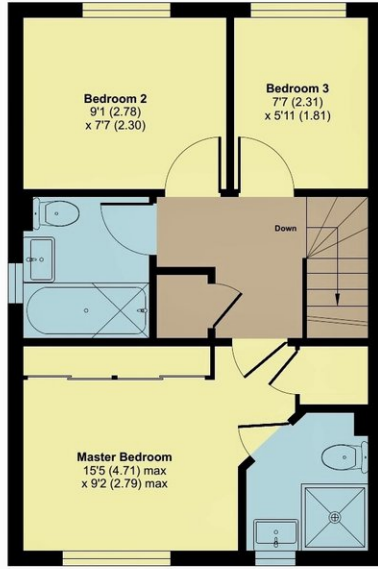 Bedroom 2
9'1 (2.78)
x 7'7 (2.30)
Bedroom 3
7'7 (2.31)
x 5'11 (1.81)
Down
Master Bedroom
15'5 (4.71) max
x 9'2 (2.79) max